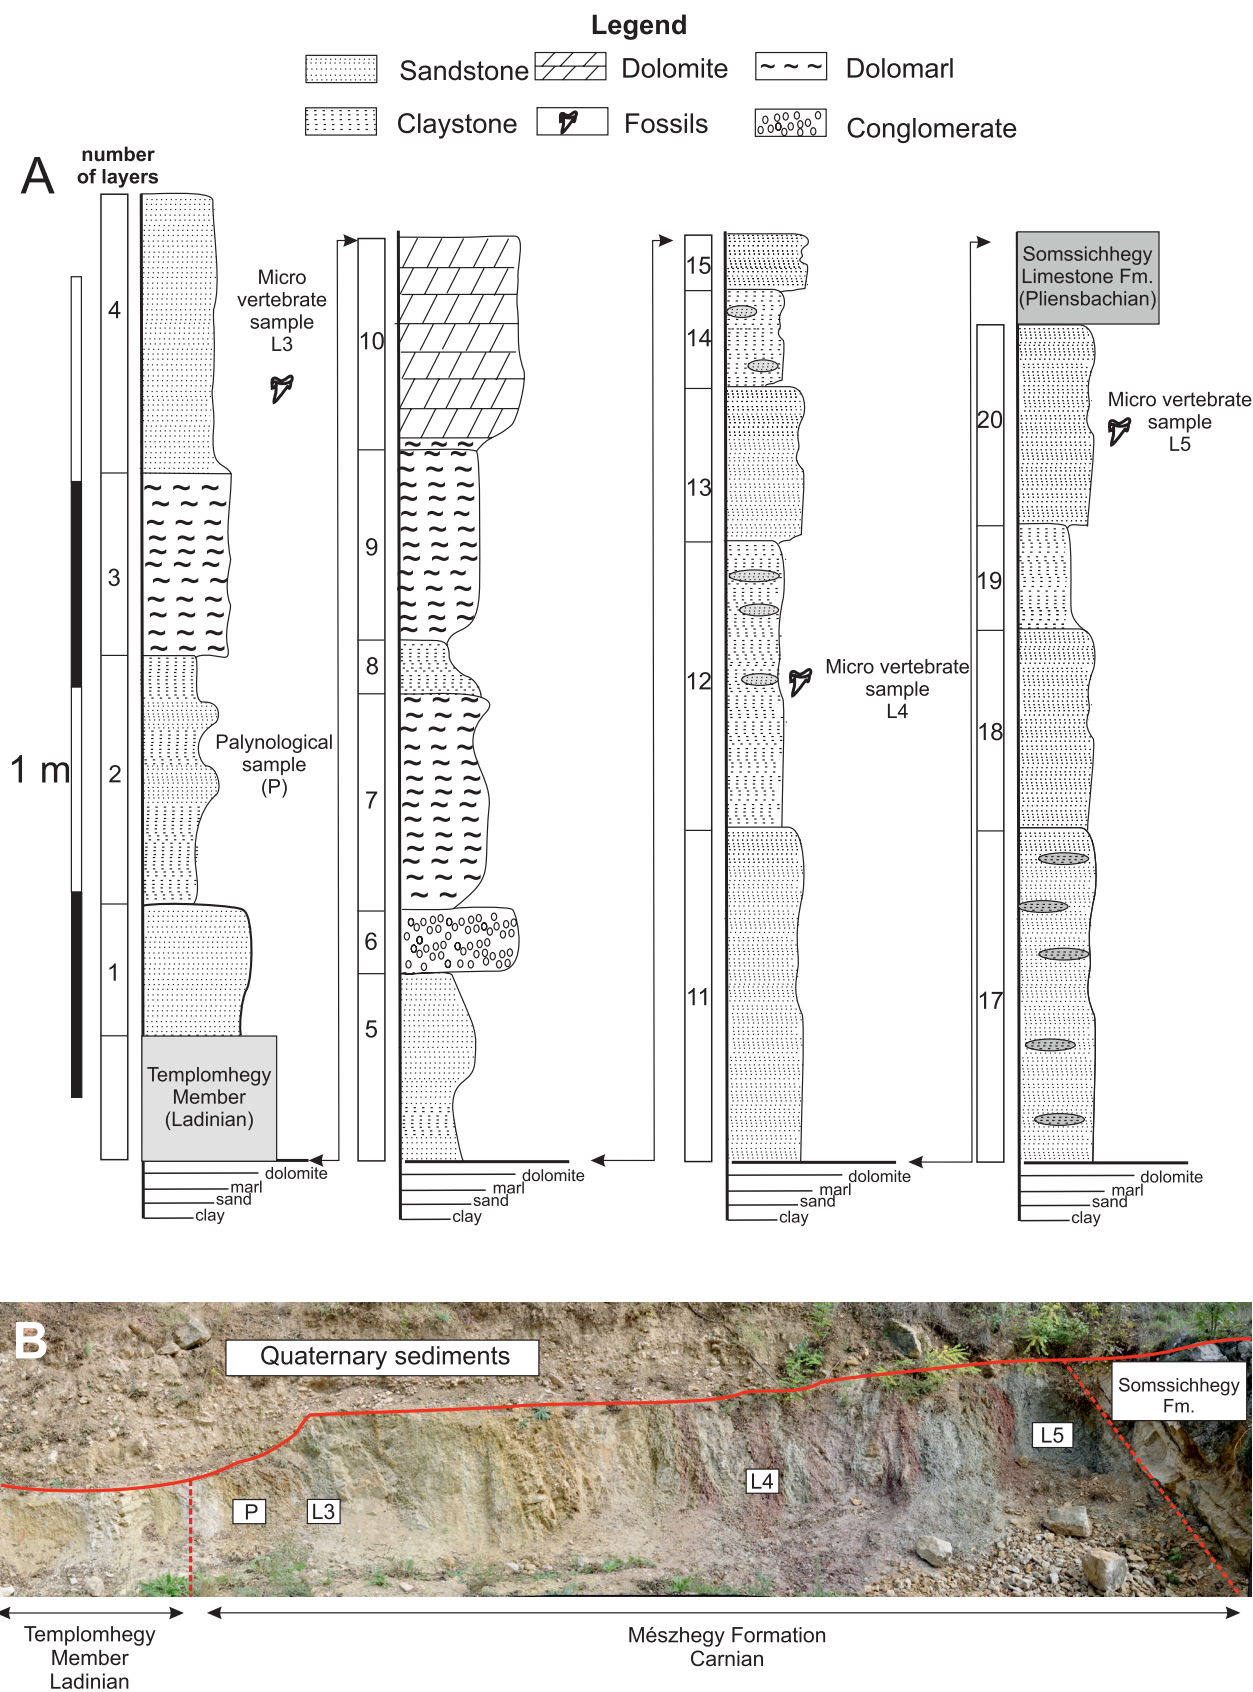 Legend
Sandstone
Dolomite
Dolomarl
Claystone
Fossils
Conglomerate
A
number
of layers
1 m
4
3
2
1
Micro
vertebrate
sample
L3
Palynological
sample
(P)
Templomhegy
Member
(Ladinian)
dolomite
marl
sand
clay
10
9
8
7
6
5
dolomite
marl
sand
clay
15
14
13
12
11
Micro vertebrate
sample
L4
dolomite
marl
sand
clay
Somssichhegy
Limestone Fm.
(Pliensbachian)
20
19
18
17
Micro vertebrate
sample
L5
dolomite
marl
sand
clay
B
Quaternary sediments
Somssichhegy
Fm.
P
L3
L4
L5
Templomhegy
Member
Ladinian
Mészhegy Formation
Carnian